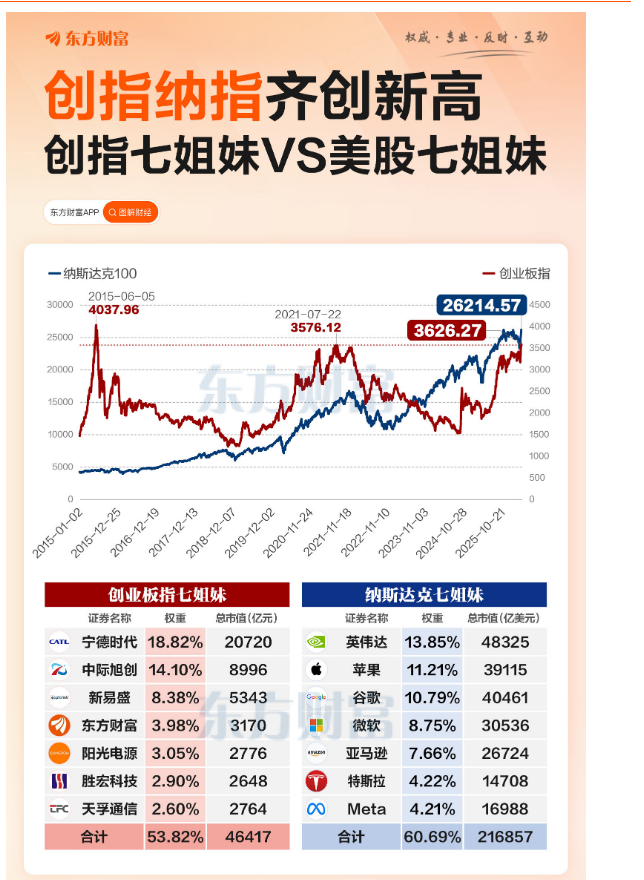 东方财富
权威·专业·及时·互动
创指纳指齐创新高
创指七姐妹VS美股七姐妹
东方财富APP 图解财经
纳斯达克100 创业板指
2015-06-05
4037.96
2021-07-22
3576.12
26214.57
3626.27
30000 4500
25000 4000
20000 3500
15000 3000
10000 2500
5000 2000
0 1500
1000
500
0
东方财富
2015-01-02
2015-12-25
2016-12-19
2017-12-13
2018-12-07
2019-12-02
2020-11-24
2021-11-18
2022-11-10
2023-11-03
2024-10-28
2025-10-21
创业板指七姐妹
证券名称 权重 总市值(亿元)
CATL 宁德时代 18.82% 20720
中际旭创 14.10% 8996
新易盛 8.38% 5343
东方财富 3.98% 3170
阳光电源 3.05% 2776
胜宏科技 2.90% 2648
TFC 天孚通信 2.60% 2764
合计 53.82% 46417
纳斯达克七姐妹
证券名称 权重 总市值(亿美元)
英伟达 13.85% 48325
苹果 11.21% 39115
Google 谷歌 10.79% 40461
微软 8.75% 30536
amazon 亚马逊 7.66% 26724
特斯拉 4.22% 14708
Meta 4.21% 16988
合计 60.69% 216857
东方财富